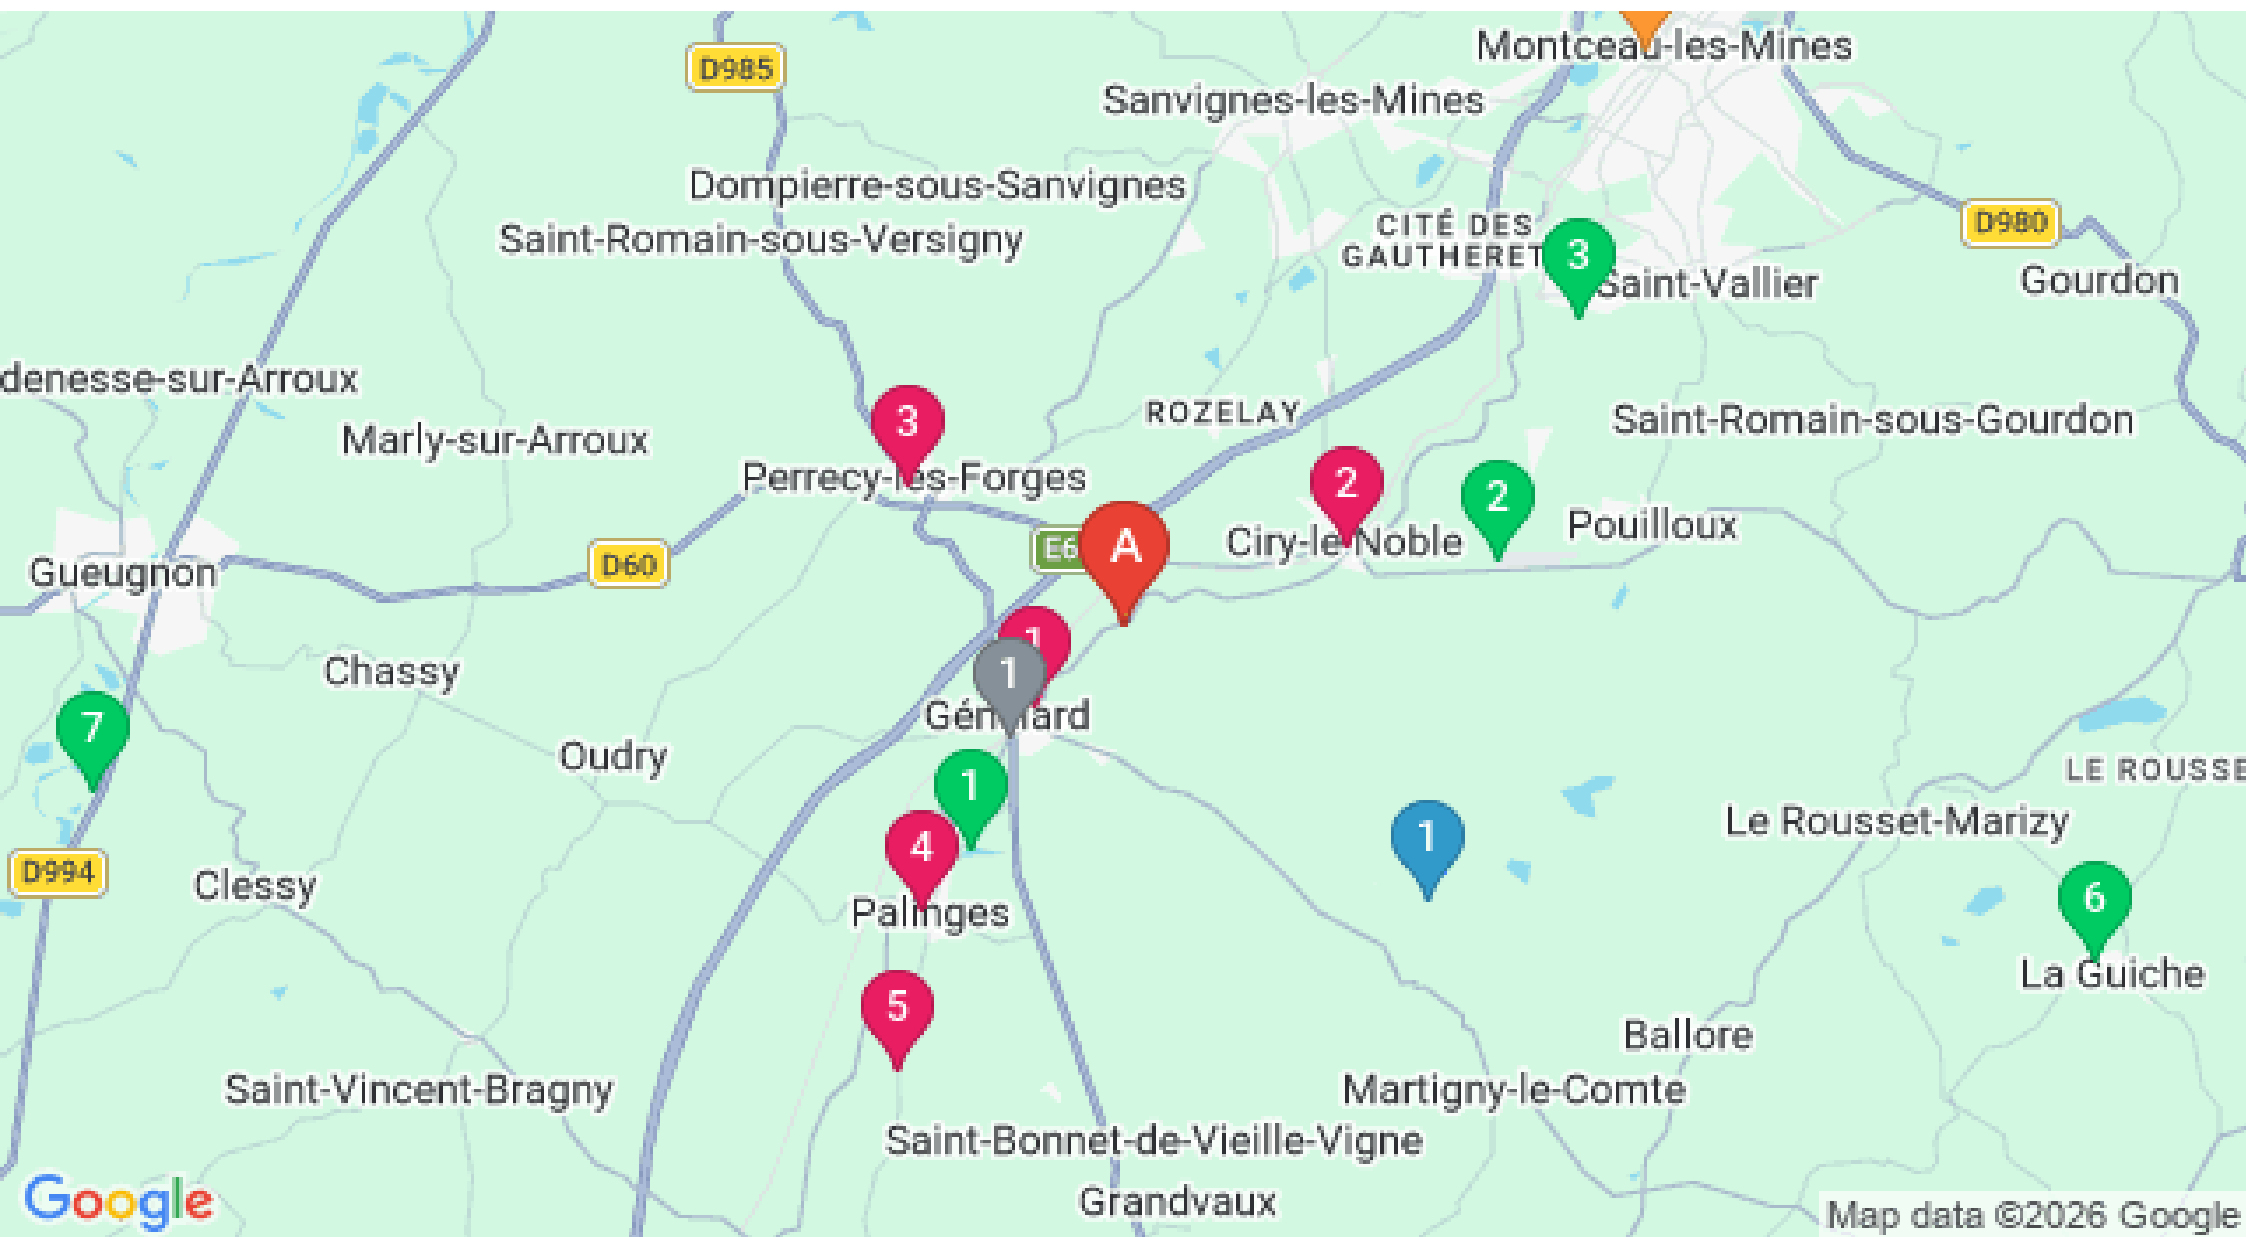 Montceau-les-Mines
D985
Sanvignes-les-Mines
Dompierre-sous-Sanvignes
CITÉ DES
D980
Saint-Romain-sous-Versigny
GAUTHERET
3
Saint-Vallier
Gourdon
denesse-sur-Arroux
ROZELAY
3
Saint-Romain-sous-Gourdon
Marly-sur-Arroux
Perrecy-les-Forges
2
2
Pouilloux
E6
A
Ciry-le-Noble
D60
Gueugnon
1
Chassy
1
Génelard
7
Oudry
LE ROUSSE
1
Le Rousset-Marizy
1
4
D994
Clessy
6
Palinges
La Guiche
5
Ballore
Saint-Vincent-Bragny
Martigny-le-Comte
Saint-Bonnet-de-Vieille-Vigne
Google
Grandvaux
Map data ©2026 Google